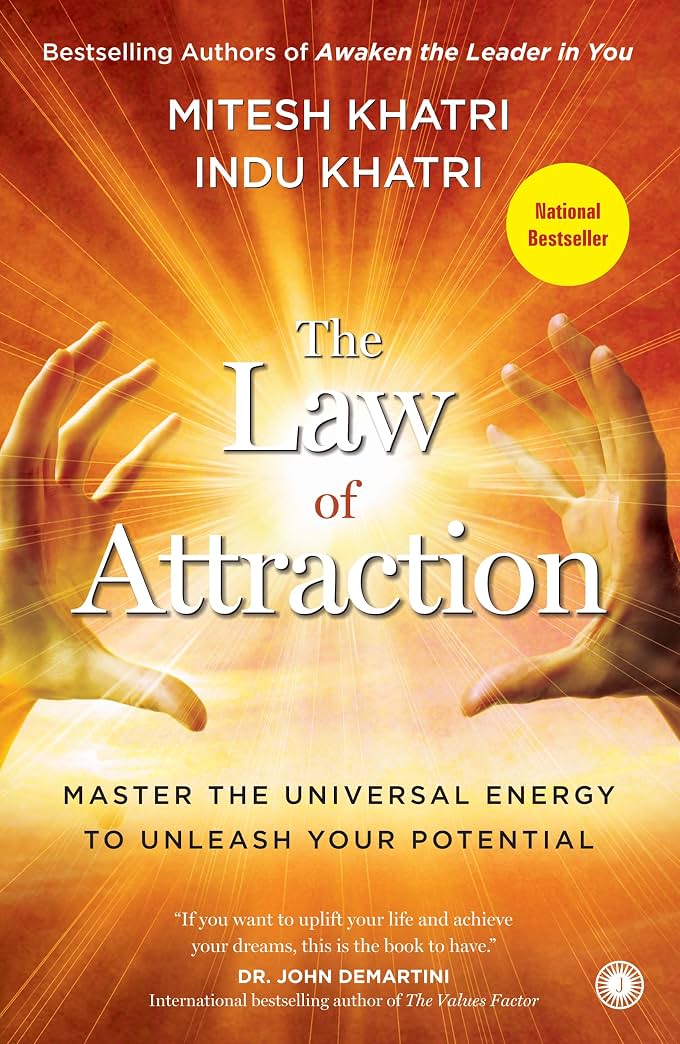 Bestselling Authors of Awaken the Leader in You
MITESH KHATRI
INDU KHATRI
National
Bestseller
The
Law
of
Attraction
MASTER THE UNIVERSAL ENERGY
TO UNLEASH YOUR POTENTIAL
“If you want to uplift your life and achieve
your dreams, this is the book to have.”
DR. JOHN DEMARTINI
International bestselling author of The Values Factor
J